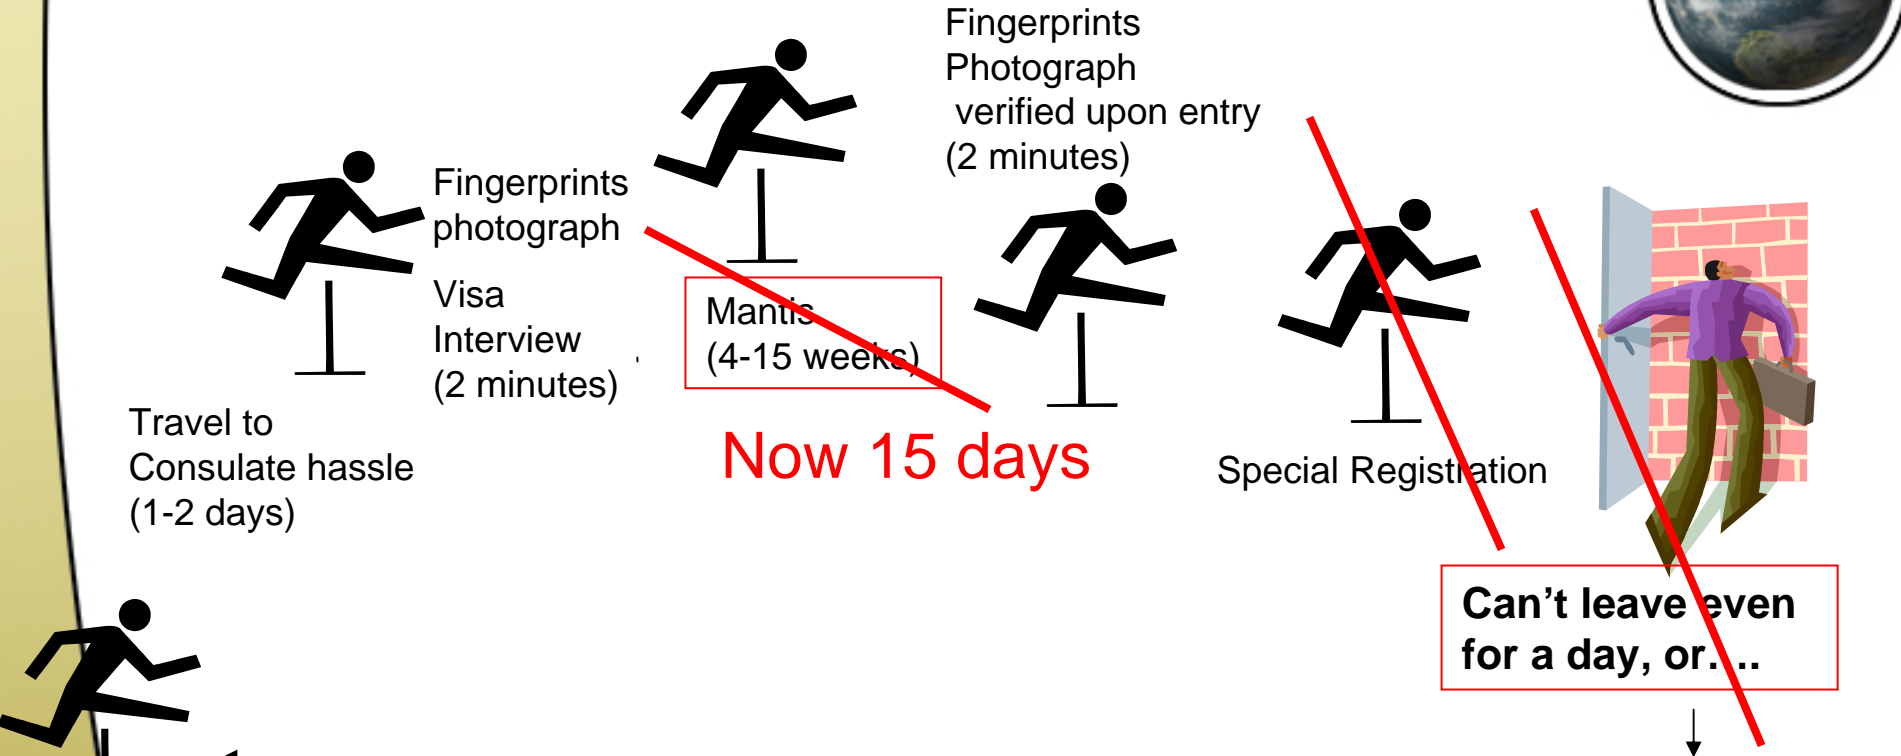 Fingerprints
Photograph
verified upon entry
(2 minutes)
Fingerprints
photograph
Visa
Interview
(2 minutes)
Mantis
(4-15 weeks)
Now 15 days
Travel to
Consulate hassle
(1-2 days)
Special Registration
Can’t leave even
for a day, or….